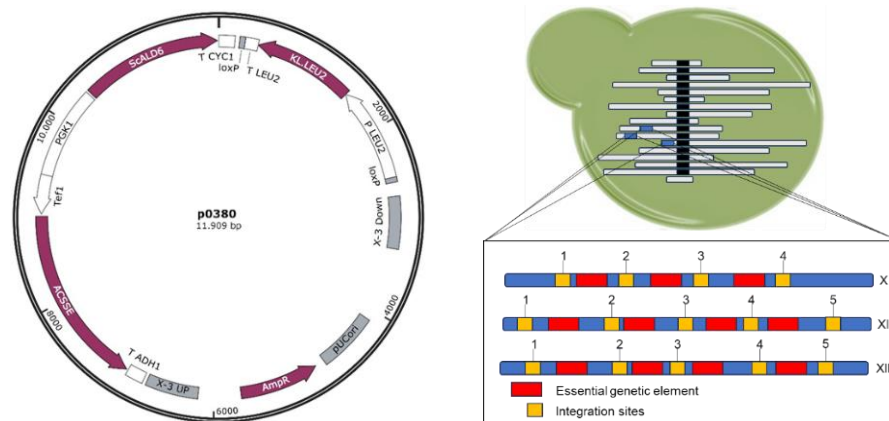 T CYC1
loxP
T LEU2
KL.LEU2
2000
P LEU2
loxP
X-3 Down
4000
pUCori
AmpR
6000
X-3 UP
T ADH1
8000
ACSSE
Tef1
PGK1
10.000
ScALD6
p0380
11.909 bp
1 2 3 4
X
1 2 3 4 5
XI
1 2 3 4 5
XII
Essential genetic element
Integration sites